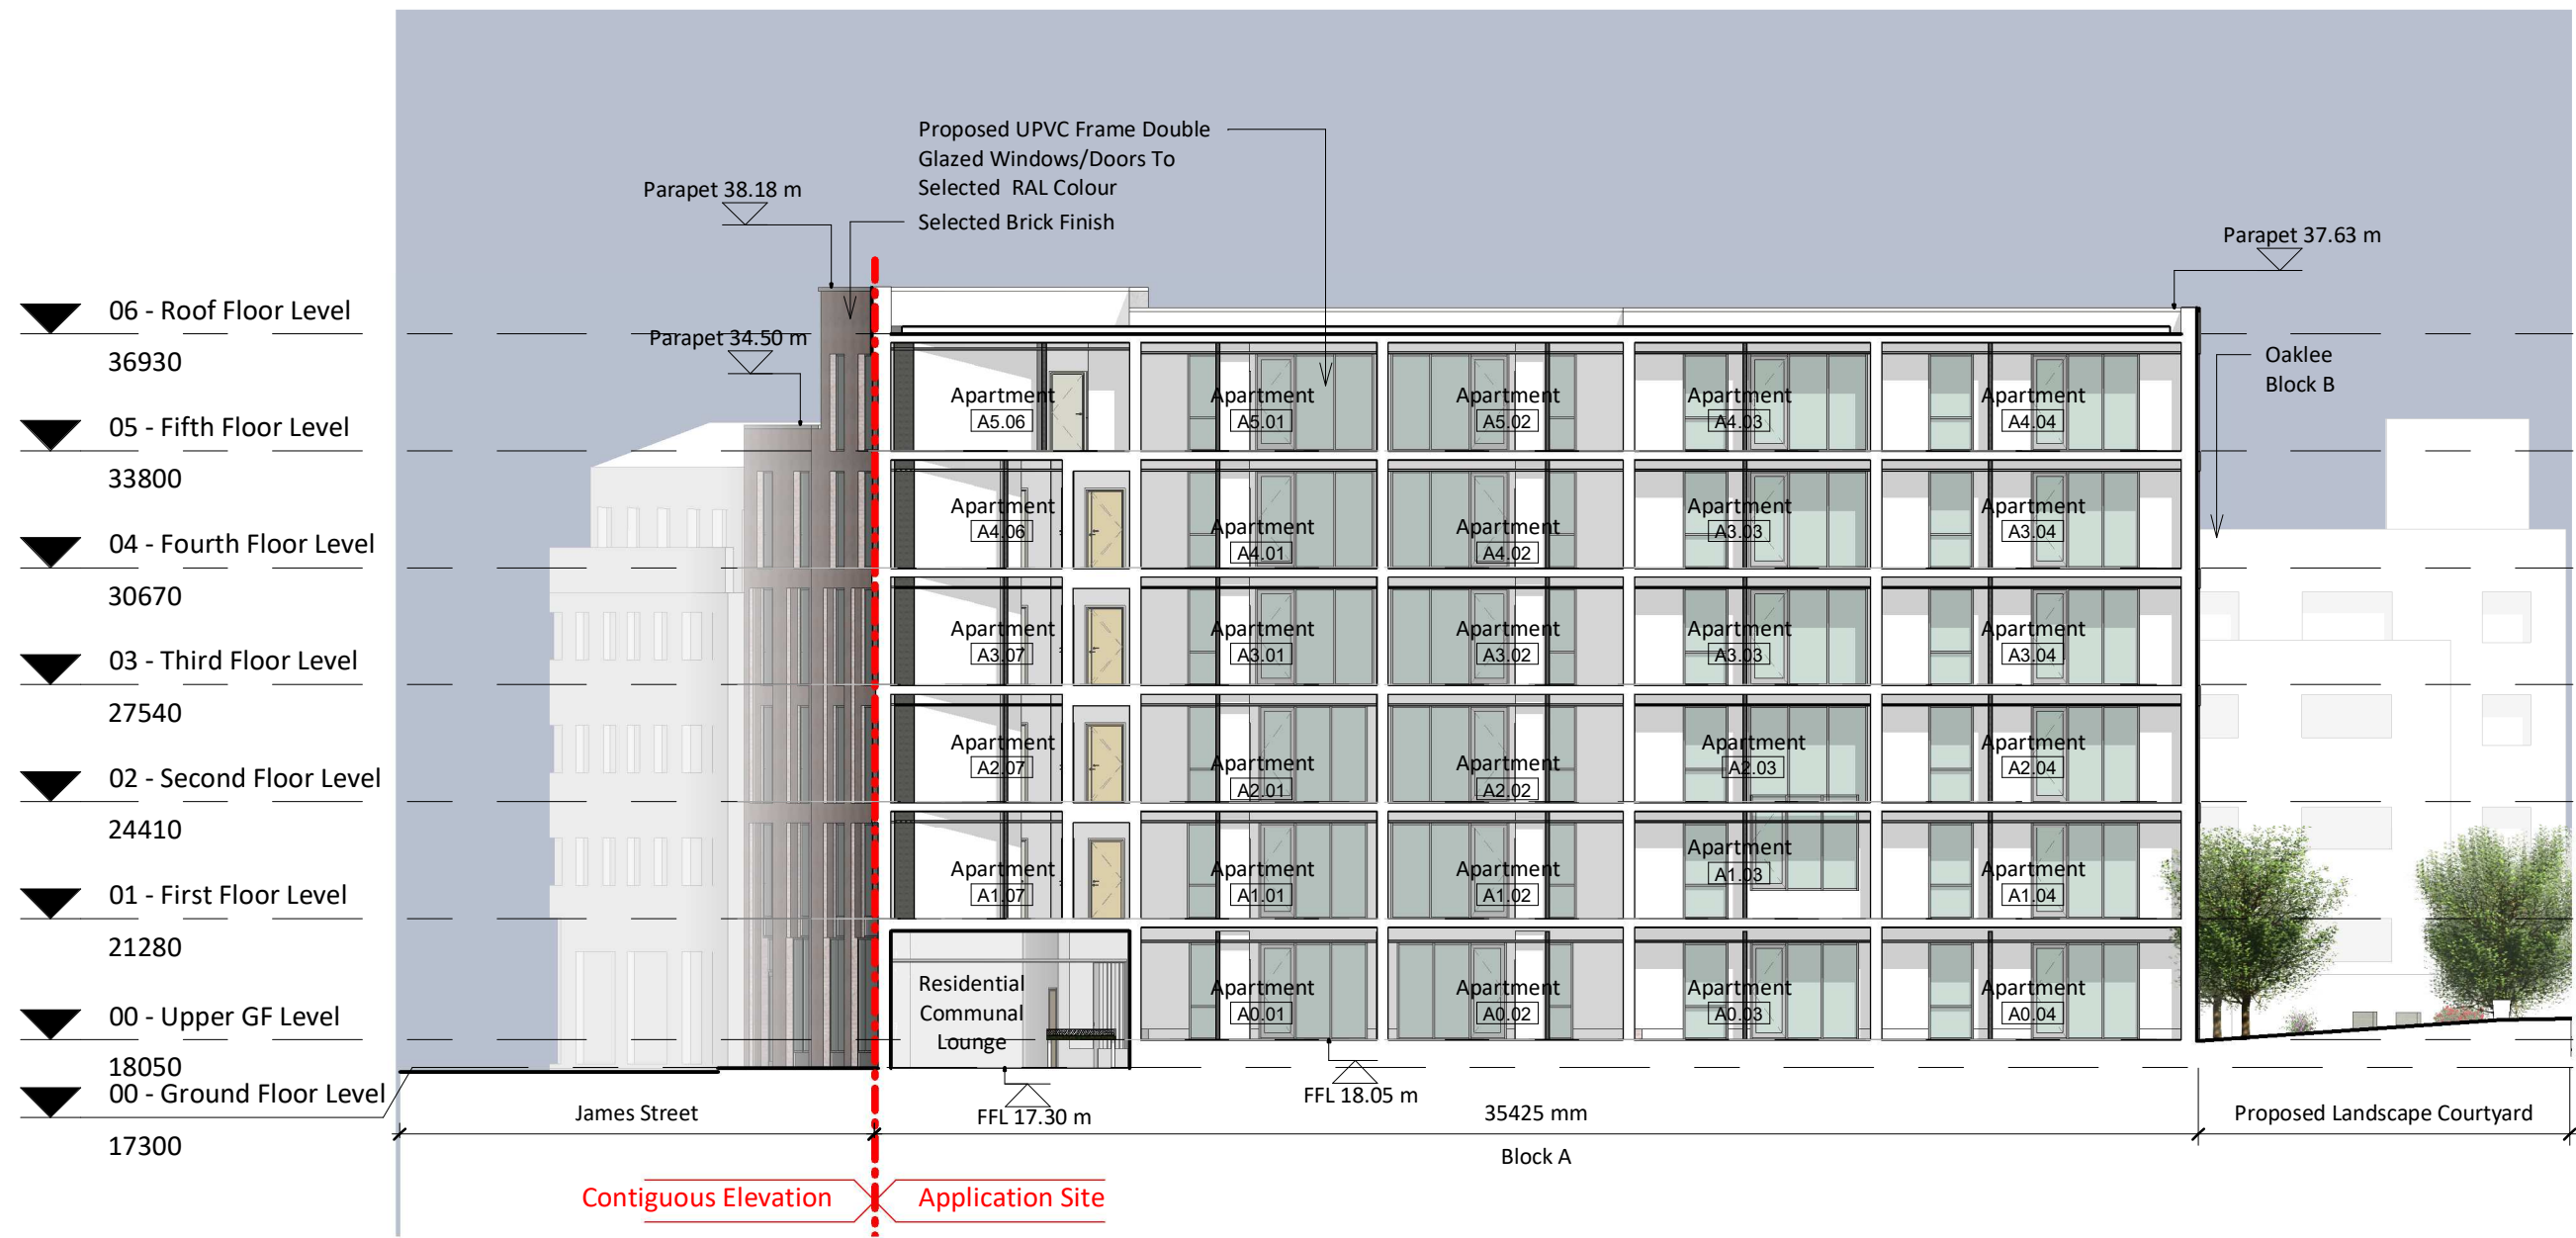 Proposed UPVC Frame Double
Glazed Windows/Doors To
Selected RAL Colour
Selected Brick Finish
Parapet 38.18 m
Parapet 37.63 m
Parapet 34.50 m
Oaklee
Block B
06 - Roof Floor Level
36930
05 - Fifth Floor Level
33800
04 - Fourth Floor Level
30670
03 - Third Floor Level
27540
02 - Second Floor Level
24410
01 - First Floor Level
21280
00 - Upper GF Level
18050
00 - Ground Floor Level
17300
Apartment
A5.06
Apartment
A5.01
Apartment
A5.02
Apartment
A4.03
Apartment
A4.04
Apartment
A4.06
Apartment
A4.01
Apartment
A4.02
Apartment
A3.03
Apartment
A3.04
Apartment
A3.07
Apartment
A3.01
Apartment
A3.02
Apartment
A3.03
Apartment
A3.04
Apartment
A2.07
Apartment
A2.01
Apartment
A2.02
Apartment
A2.03
Apartment
A2.04
Apartment
A1.07
Apartment
A1.01
Apartment
A1.02
Apartment
A1.03
Apartment
A1.04
Residential
Communal
Lounge
Apartment
A0.01
Apartment
A0.02
Apartment
A0.03
Apartment
A0.04
FFL 17.30 m
FFL 18.05 m
James Street
35425 mm
Proposed Landscape Courtyard
Block A
Contiguous Elevation
Application Site